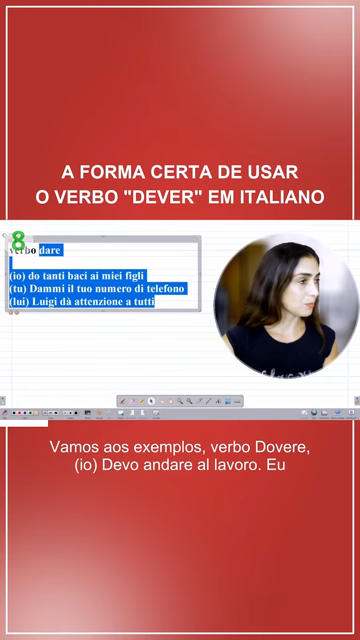 A FORMA CERTA DE USAR
O VERBO "DEVER" EM ITALIANO
8
verbo dare
(io) do tanti baci ai miei figli
(tu) Dammi il tuo numero di telefono
(lui) Luigi dà attenzione a tutti
Vamos aos exemplos, verbo Dovere,
(io) Devo andare al lavoro. Eu